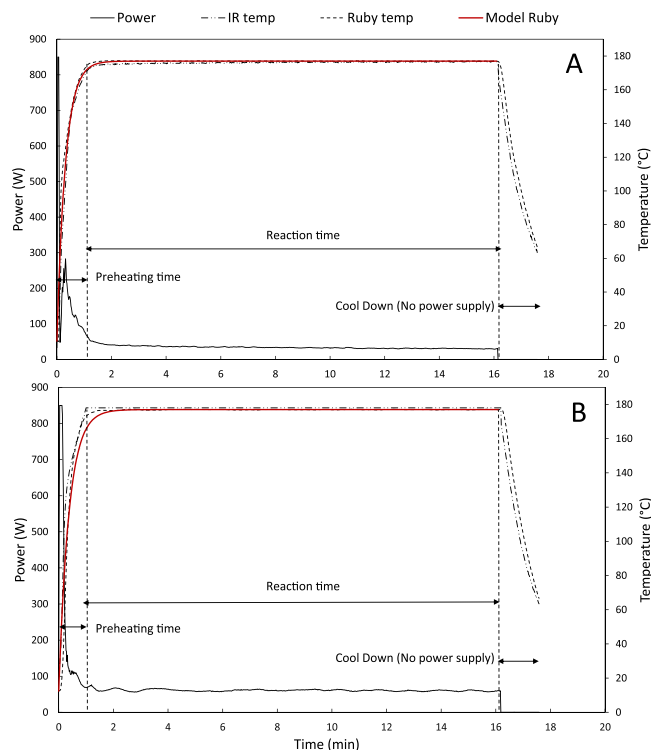 Power IR temp Ruby temp Model Ruby
900 800 700 600 500 400 300 200 100 0
Power (W)
A
Reaction time
Preheating time
Cool Down (No power supply)
180 160 140 120 100 80 60 40 20 0
Temperature (°C)
0 2 4 6 8 10 12 14 16 18 20
900 800 700 600 500 400 300 200 100 0
Power (W)
B
Reaction time
Preheating time
Cool Down (No power supply)
180 160 140 120 100 80 60 40 20 0
Temperature (°C)
0 2 4 6 8 10 12 14 16 18 20
Time (min)